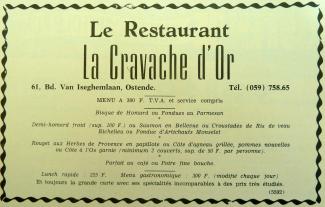 Le Restaurant
La Cravache d'Or
61, Bd. Van Iseghemlaan, Ostende. Tél. (059) 758.65
MENU A 380 F. T.V.A. et service compris
Bisque de Homard ou Fondues au Parmesan
*
Demi-homard froid (sup. 100 F.) ou Saumon en Bellevue ou Croustades de Ris de veau
Richelieu ou Fondue d'Artichauts Monselet
*
Rouget aux Herbes de Provence en papillote ou Côte d'agneau grillée, pommes nouvelles
ou Côte à l'Os garnie (minimum 2 couverts, sup. de 50 F. par personne).
*
Parfait au café ou Poire fine bouche.
Lunch rapide : 225 F. Menu gastronomique : 300 F. (modifié chaque jour)
Et toujours la grande carte avec ses spécialités incomparables à des prix très étudiés.